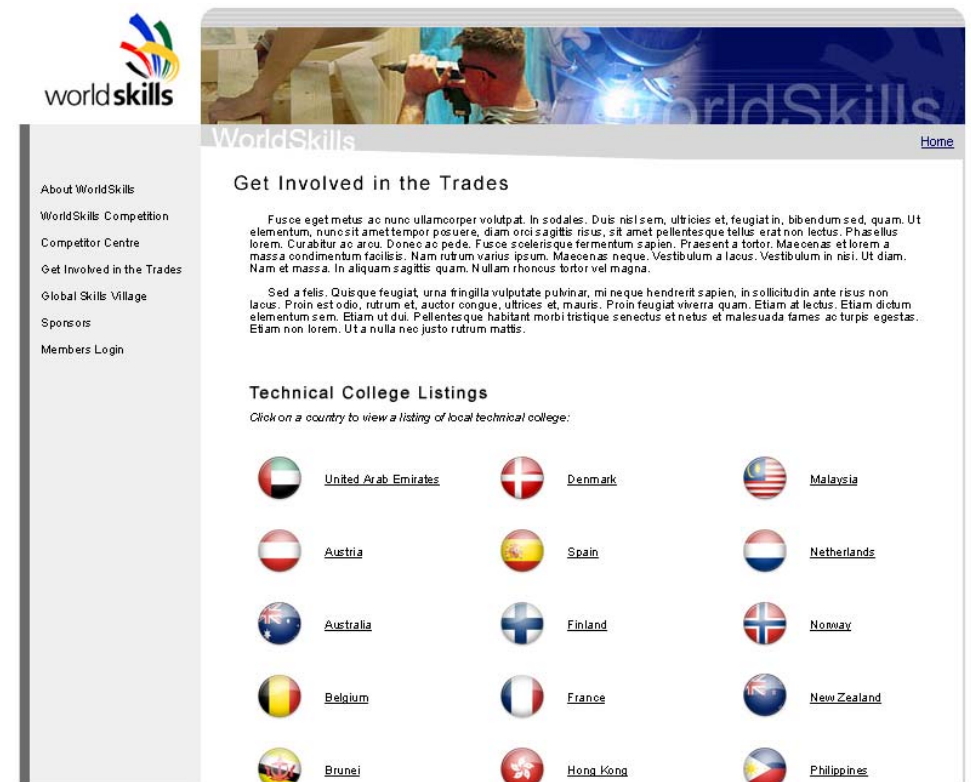 world skills
WorldSkills
WorldSkills
Home
About WorldSkills
WorldSkills Competition
Competitor Centre
Get Involved in the Trades
Global Skills Village
Sponsors
Members Login
Get Involved in the Trades
Fusce eget metus ac nunc ullamcorper volutpat. In sodales. Duis nisl sem, ultricies et, feugiat in, bibendum sed, quam. Ut
elementum, nunc sit amet tempor posuere, diam orci sagittis risus, sit amet pellentesque tellus erat non lectus. Phasellus
lorem. Curabitur ac arcu. Donec ac pede. Fusce scelerisque fermentum sapien. Praesent a tortor. Maecenas et lorem a
massa condimentum facilisis. Nam rutrum varius ipsum. Maecenas neque. Vestibulum a lacus. Vestibulum in nisi. Ut diam.
Nam et massa. In aliquam sagittis quam. Nullam rhoncus tortor vel magna.
Sed a felis. Quisque feugiat, urna fringilla vulputate pulvinar, mi neque hendrerit sapien, in sollicitudin ante risus non
lacus. Proin est odio, rutrum et, auctor congue, ultrices et, mauris. Proin feugiat viverra quam. Etiam at lectus. Etiam dictum
elementum sem. Etiam ut dui. Pellentesque habitant morbi tristique senectus et netus et malesuada fames ac turpis egestas.
Etiam non lorem. Ut a nulla nec justo rutrum mattis.
Technical College Listings
Click on a country to view a listing of local technical college:
United Arab Emirates
Denmark
Malaysia
Austria
Spain
Netherlands
Australia
Finland
Norway
Belgium
France
New Zealand
Brunei
Hong Kong
Philippines